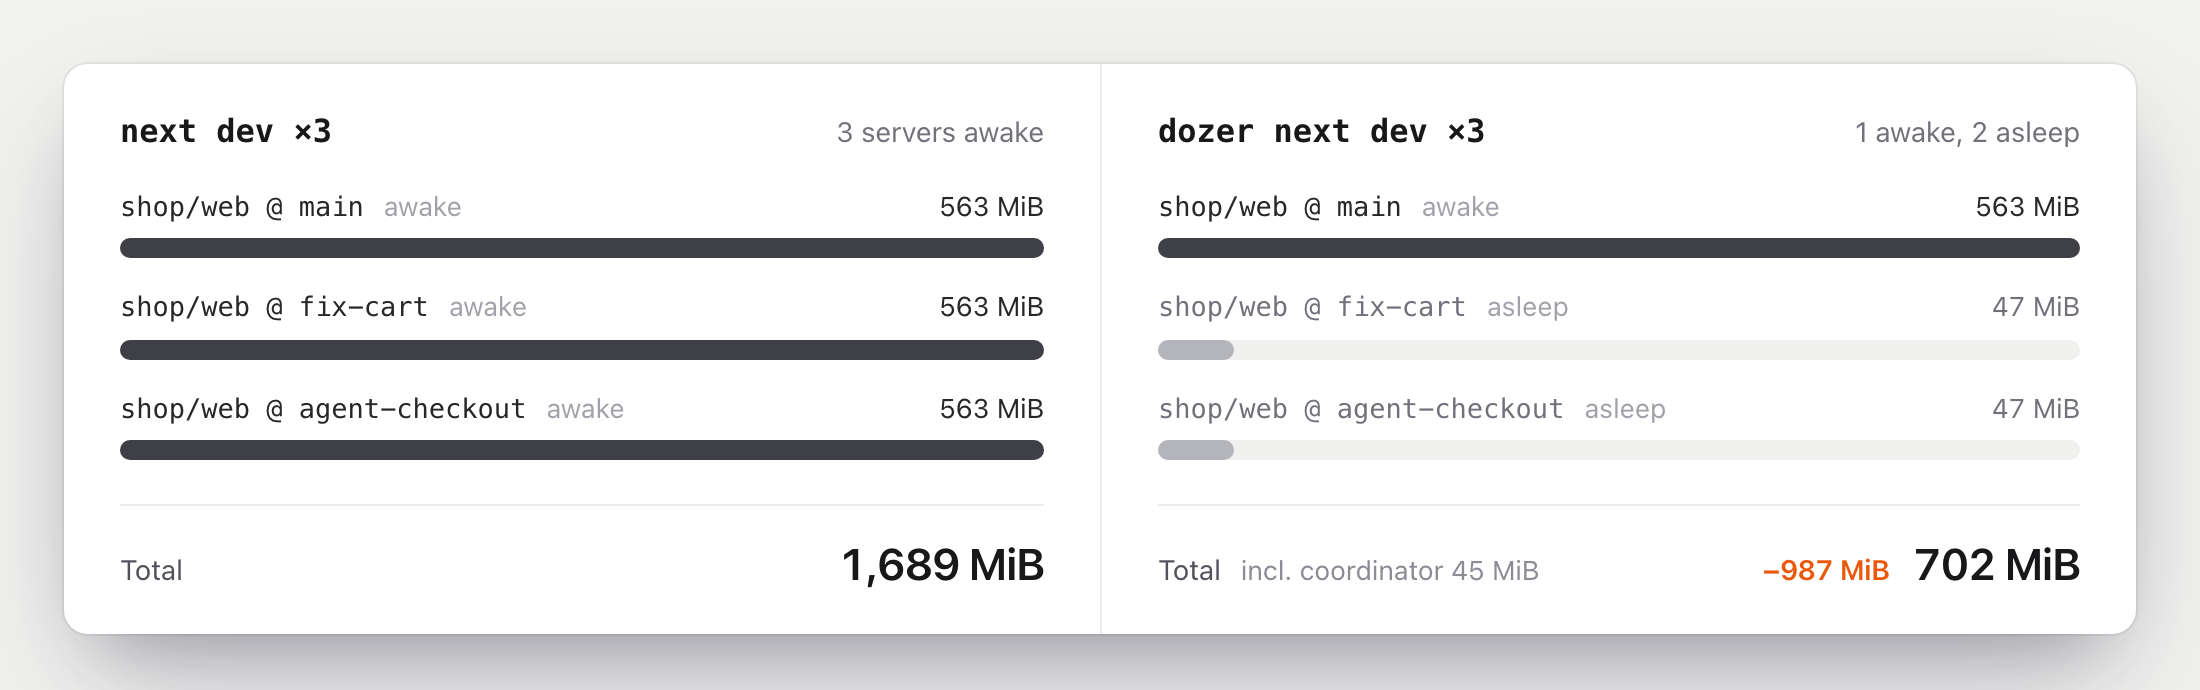 next dev ×3 3 servers awake
shop/web @ main awake 563 MiB
shop/web @ fix-cart awake 563 MiB
shop/web @ agent-checkout awake 563 MiB
Total 1,689 MiB
dozer next dev ×3 1 awake, 2 asleep
shop/web @ main awake 563 MiB
shop/web @ fix-cart asleep 47 MiB
shop/web @ agent-checkout asleep 47 MiB
Total incl. coordinator 45 MiB −987 MiB 702 MiB